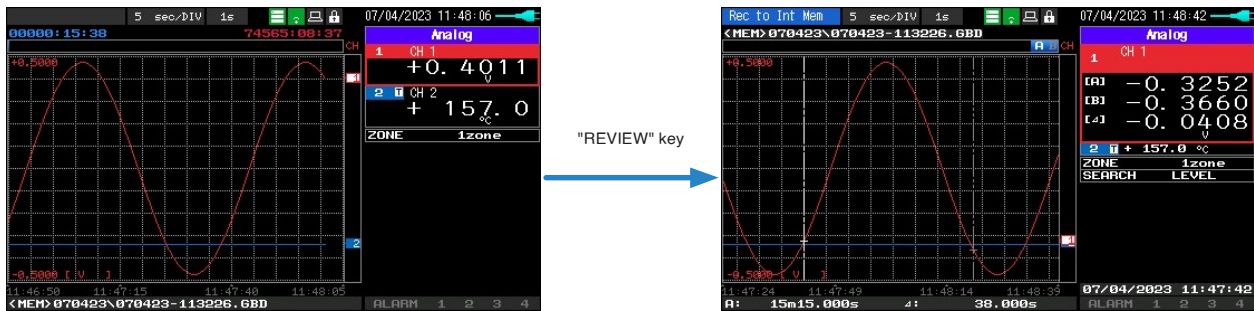 5 sec/DIV 1s 07/04/2023 11:48:06
00000:15:38 74565:08:37 Analog
CH 1 CH 1
+0.5000 +0.4011
V
1
2 T CH 2
+ 157.0
°C
ZONE 1zone
2
-0.5000 [ V ]
11:46:50 11:47:15 11:47:40 11:48:05
<MEM>070423\070423-113226.GBD ALARM 1 2 3 4
"REVIEW" key
Rec to Int Mem 5 sec/DIV 1s 07/04/2023 11:48:42
<MEM>070423\070423-113226.GBD Analog
A B CH 1 CH 1
+0.5000
[A] -0.3252
[B] -0.3660
[⊿] -0.0408
V
2 T + 157.0 °C
ZONE 1zone
SEARCH LEVEL
1
-0.5000 [ V ]
11:47:24 11:47:49 11:48:14 11:48:39 07/04/2023 11:47:42
A: 15m15.000s ⊿: 38.000s ALARM 1 2 3 4